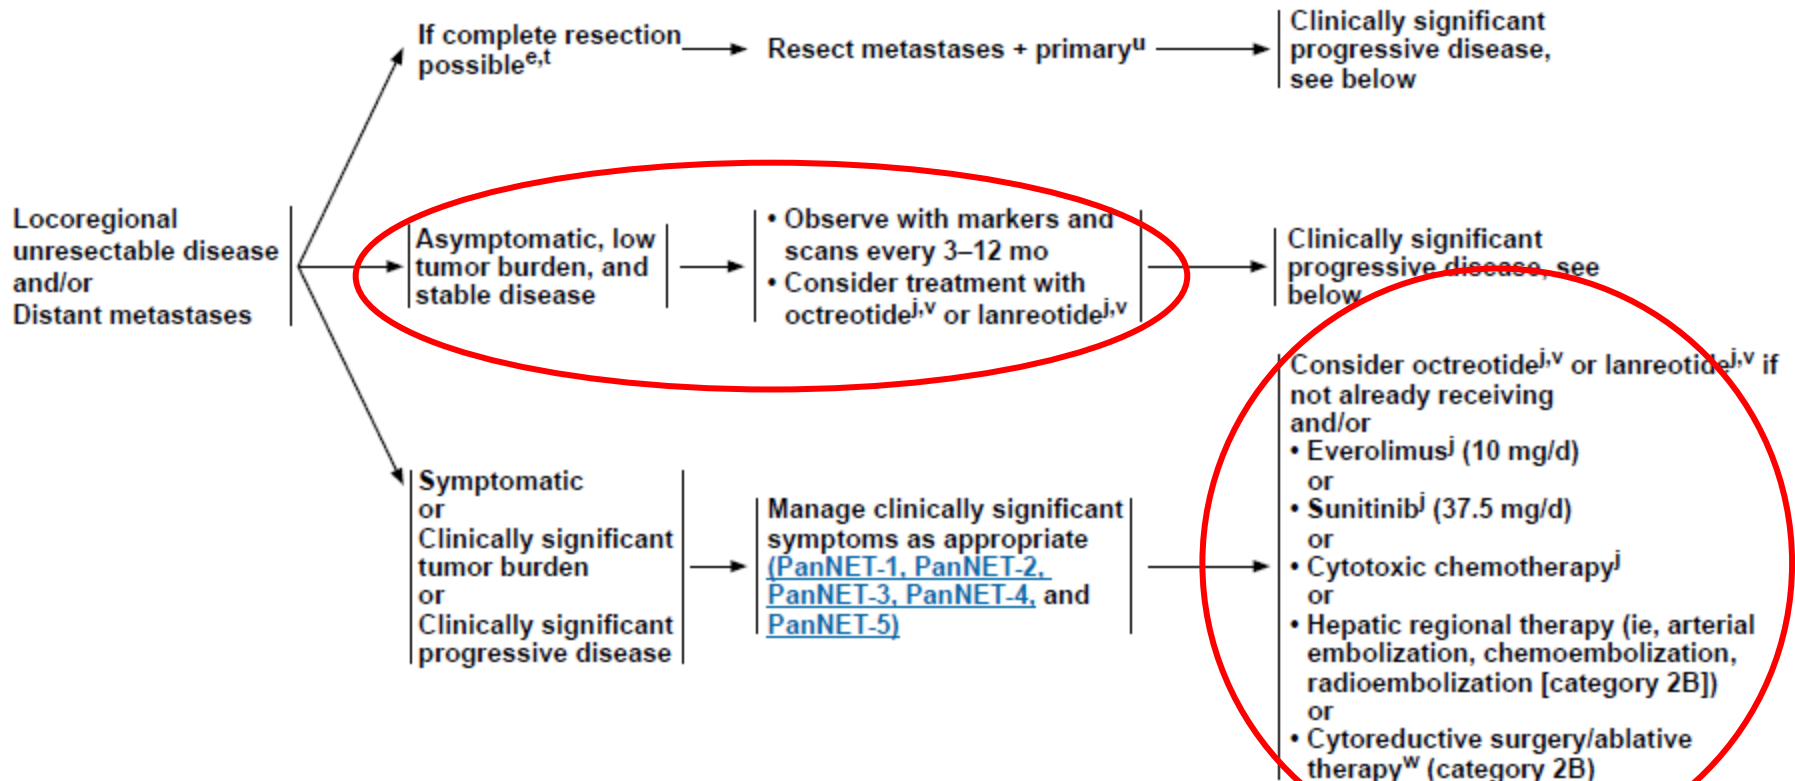 If complete resection
possible^e,t
Resect metastases + primary^u
Clinically significant
progressive disease,
see below
Locoregional
unresectable disease
and/or
Distant metastases
Asymptomatic, low
tumor burden, and
stable disease
• Observe with markers and
scans every 3–12 mo
• Consider treatment with
octreotide^j,v or lanreotide^j,v
Clinically significant
progressive disease, see
below
Symptomatic
or
Clinically significant
tumor burden
or
Clinically significant
progressive disease
Manage clinically significant
symptoms as appropriate
(PanNET-1, PanNET-2,
PanNET-3, PanNET-4, and
PanNET-5)
Consider octreotide^j,v or lanreotide^j,v if
not already receiving
and/or
• Everolimus^j (10 mg/d)
or
• Sunitinib^j (37.5 mg/d)
or
• Cytotoxic chemotherapy^j
or
• Hepatic regional therapy (ie, arterial
embolization, chemoembolization,
radioembolization [category 2B])
or
• Cytoreductive surgery/ablative
therapy^w (category 2B)